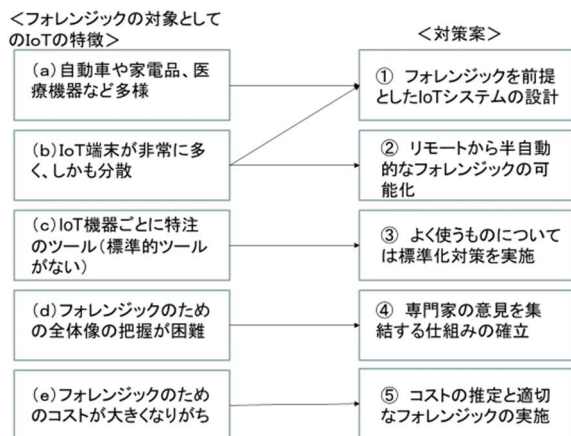 <フォレンジックの対象として
のIoTの特徴>
<対策案>
(a)自動車や家電品、医
療機器など多様
① フォレンジックを前提
としたIoTシステムの設計
(b)IoT端末が非常に多
く、しかも分散
② リモートから半自動
的なフォレンジックの可
能化
(c)IoT機器ごとに特注
のツール(標準的ツール
がない)
③ よく使うものについて
は標準化対策を実施
(d)フォレンジックのため
の全体像の把握が困難
④ 専門家の意見を集
結する仕組みの確立
(e)フォレンジックのため
のコストが大きくなりがち
⑤ コストの推定と適切
なフォレンジックの実施